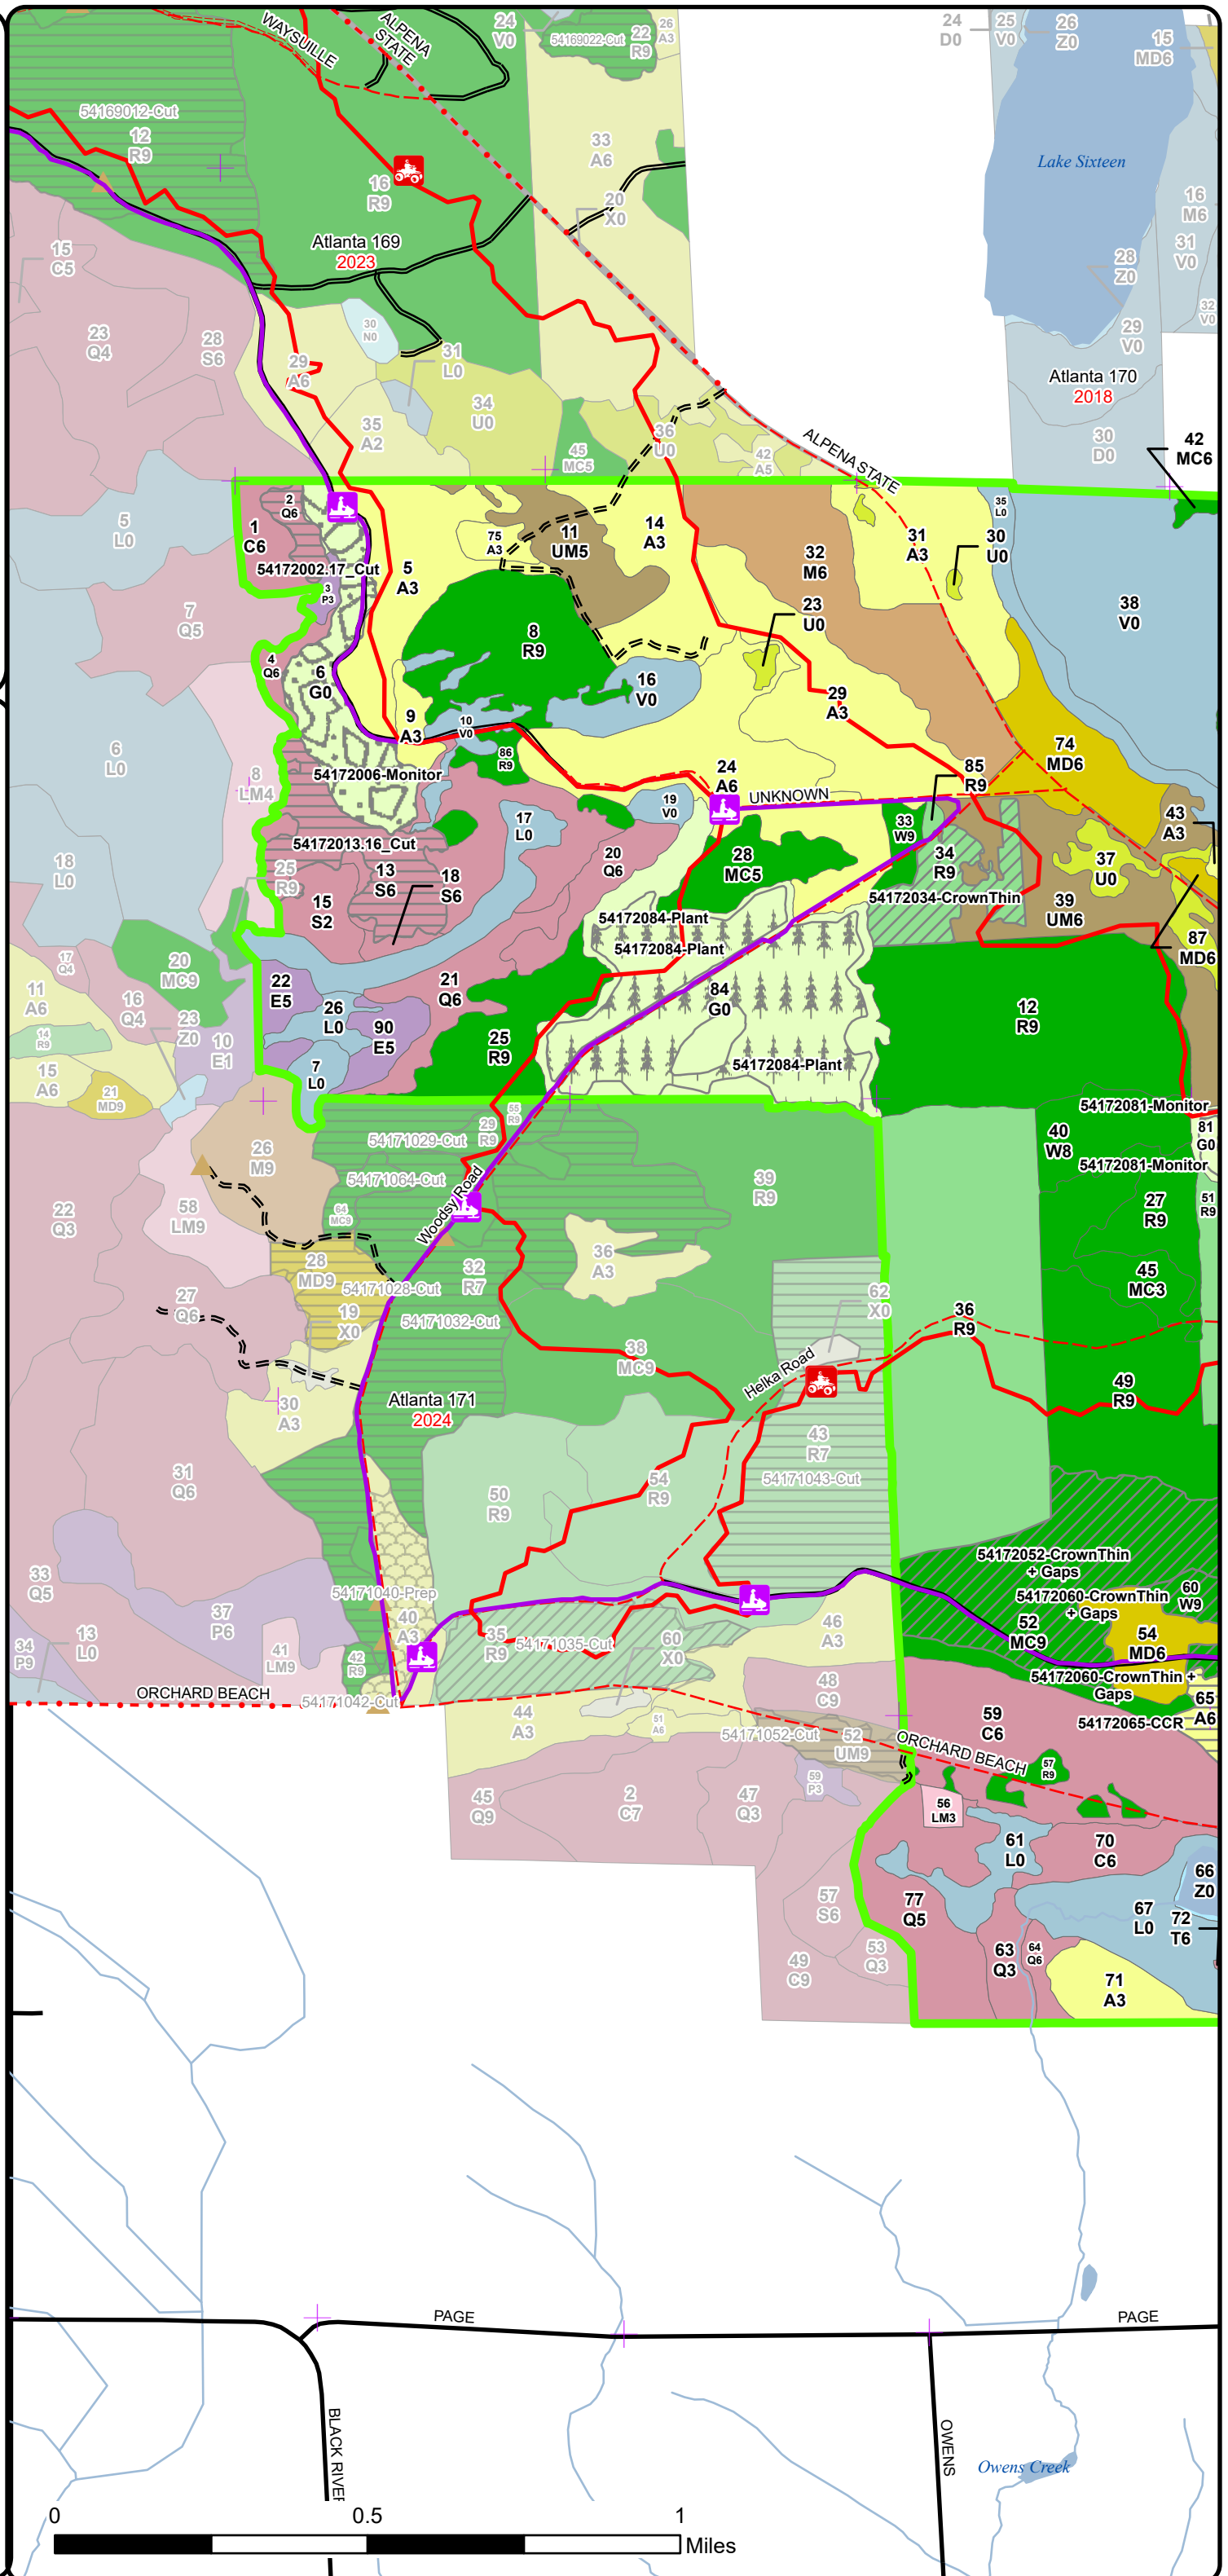 WAYSUILLE
ALPENA
STATE
24
V0
54169022-Cut
22
R9
26
A3
24
D0
25
V0
26
Z0
15
MD6
54169012-Cut
12
R9
33
A6
Lake Sixteen
16
R9
20
X0
16
M6
15
C5
Atlanta 169
2023
31
V0
28
Z0
32
V0
23
Q4
28
S6
30
N0
29
V0
29
A6
31
L0
Atlanta 170
2018
35
A2
34
U0
36
U0
45
MC5
42
A5
ALPENA STATE
30
D0
42
MC6
5
L0
1
C6
2
Q6
54172002.17_Cut
3
P3
5
A3
75
A3
11
UM5
14
A3
32
M6
31
A3
30
U0
35
L0
38
V0
7
Q5
4
Q6
6
G0
8
R9
23
U0
16
V0
29
A3
9
A3
10
V0
86
R9
6
L0
8
LM4
54172006-Monitor
24
A6
UNKNOWN
85
R9
74
MD6
19
V0
17
L0
33
W9
43
A3
54172013.16_Cut
13
S6
18
S6
20
Q6
28
MC5
34
R9
37
U0
18
L0
25
R9
15
S2
54172034-CrownThin
39
UM6
54172084-Plant
54172084-Plant
87
MD6
17
Q4
20
MC9
11
A6
16
Q4
23
Z0
22
E5
26
L0
21
Q6
90
E5
84
G0
12
R9
14
R9
10
E1
25
R9
15
A6
21
MD9
7
L0
54172084-Plant
54172081-Monitor
55
R9
29
R9
54171029-Cut
40
W8
81
G0
26
M9
54172081-Monitor
54171064-Cut
39
R9
22
Q3
58
LM9
64
MC9
Woodsy Road
27
R9
51
R9
28
MD9
32
R7
36
A3
45
MC3
54171028-Cut
27
Q6
19
X0
54171032-Cut
62
X0
36
R9
38
MC9
Helka Road
30
A3
Atlanta 171
2024
49
R9
43
R7
31
Q6
54171043-Cut
50
R9
54
R9
33
Q5
54172052-CrownThin
+ Gaps
54171040-Prep
54172060-CrownThin
+ Gaps
60
W9
37
P6
40
A3
46
A3
52
MC9
54
MD6
34
P9
13
L0
41
LM9
42
R9
35
R9
54171035-Cut
60
X0
54172060-CrownThin +
Gaps
48
C9
65
A6
ORCHARD BEACH
54171042-Cut
44
A3
51
A6
54171052-Cut
52
UM9
59
C6
54172065-CCR
ORCHARD BEACH
57
R9
45
Q9
2
C7
47
Q3
59
P3
56
LM3
61
L0
70
C6
66
Z0
57
S6
77
Q5
67
L0
72
T6
49
C9
53
Q3
63
Q3
64
Q6
71
A3
PAGE
PAGE
BLACK RIVER
OWENS
Owens Creek
0
0.5
1
Miles